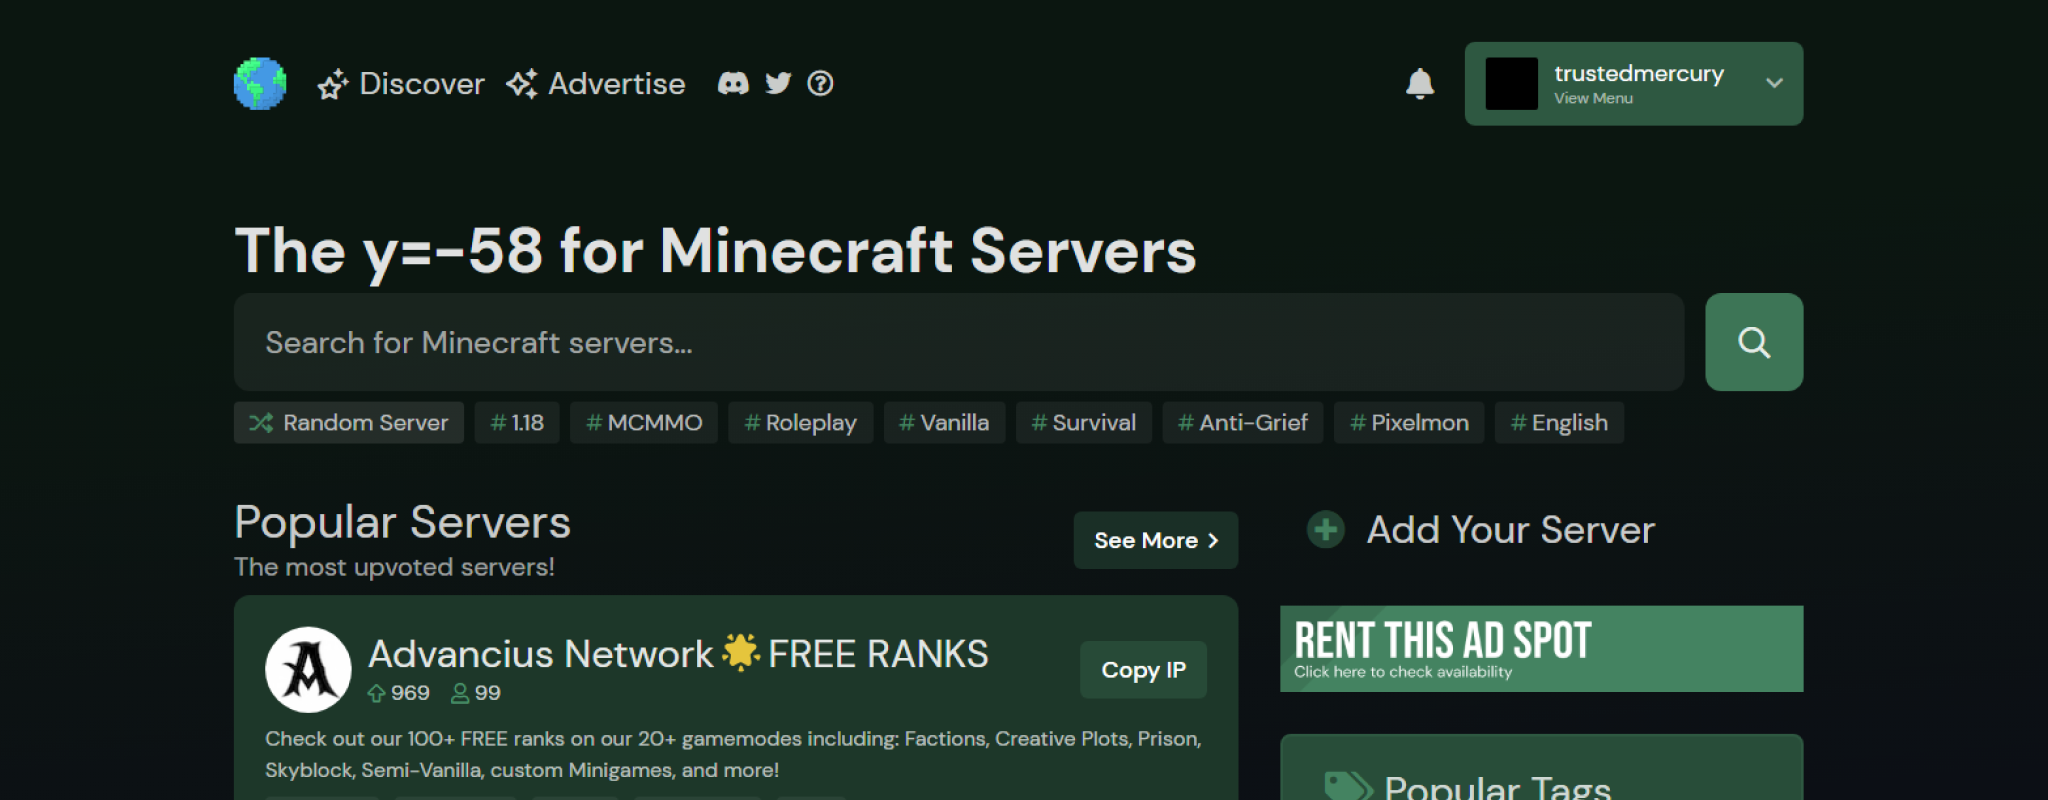 Discover Advertise
trustedmercury
View Menu
The y=-58 for Minecraft Servers
Search for Minecraft servers...
Random Server # 1.18 # MCMMO # Roleplay # Vanilla # Survival # Anti-Grief # Pixelmon # English
Popular Servers
The most upvoted servers!
See More
Add Your Server
Advancius Network 🌟 FREE RANKS
969 99
Copy IP
Check out our 100+ FREE ranks on our 20+ gamemodes including: Factions, Creative Plots, Prison,
Skyblock, Semi-Vanilla, custom Minigames, and more!
RENT THIS AD SPOT
Click here to check availability
Popular Tags